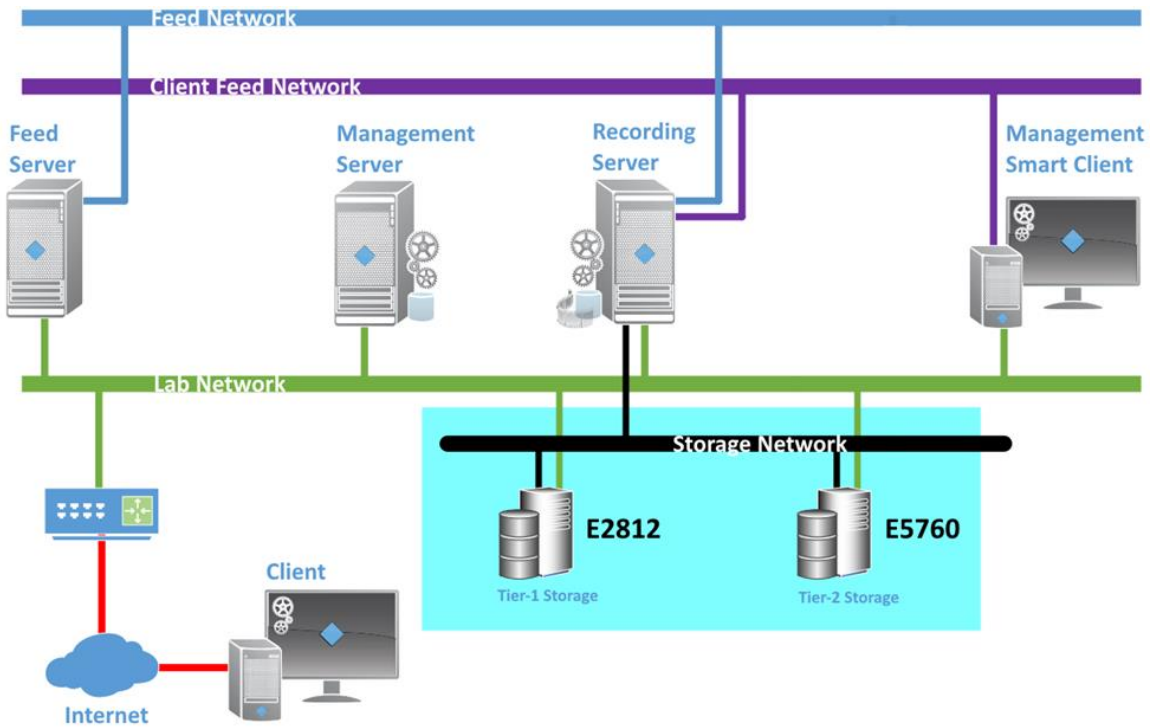 Feed Network
Client Feed Network
Feed
Server
Management
Server
Recording
Server
Management
Smart Client
Lab Network
Storage Network
E2812
E5760
Tier-1 Storage
Tier-2 Storage
Client
Internet